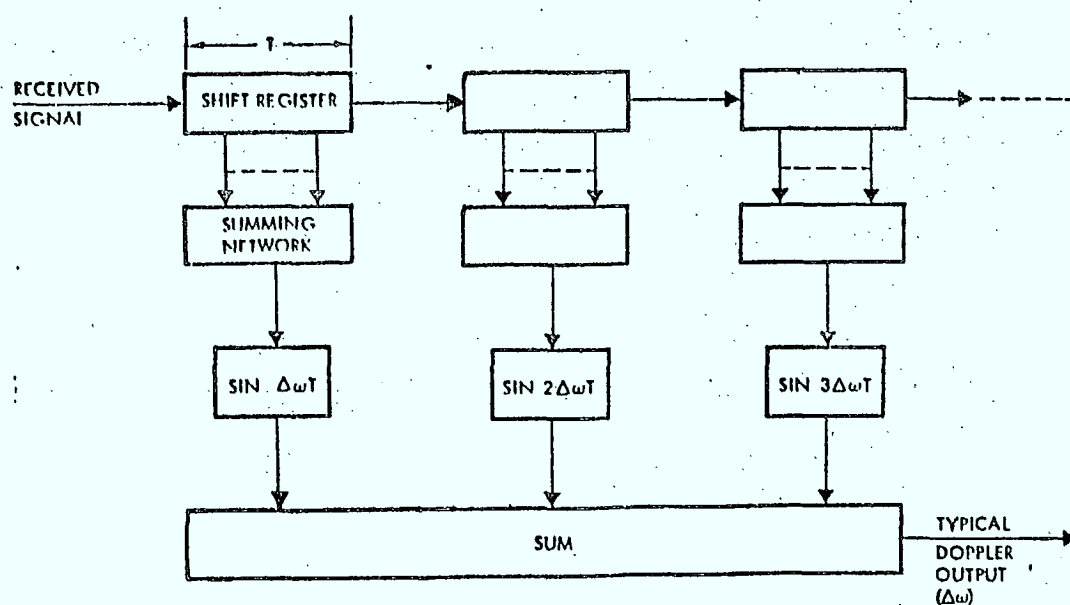 T
RECEIVED
SIGNAL
SHIFT REGISTER
SUMMING
NETWORK
SIN ΔωT
SIN 2ΔωT
SIN 3ΔωT
SUM
TYPICAL
DOPPLER
OUTPUT
(Δω)